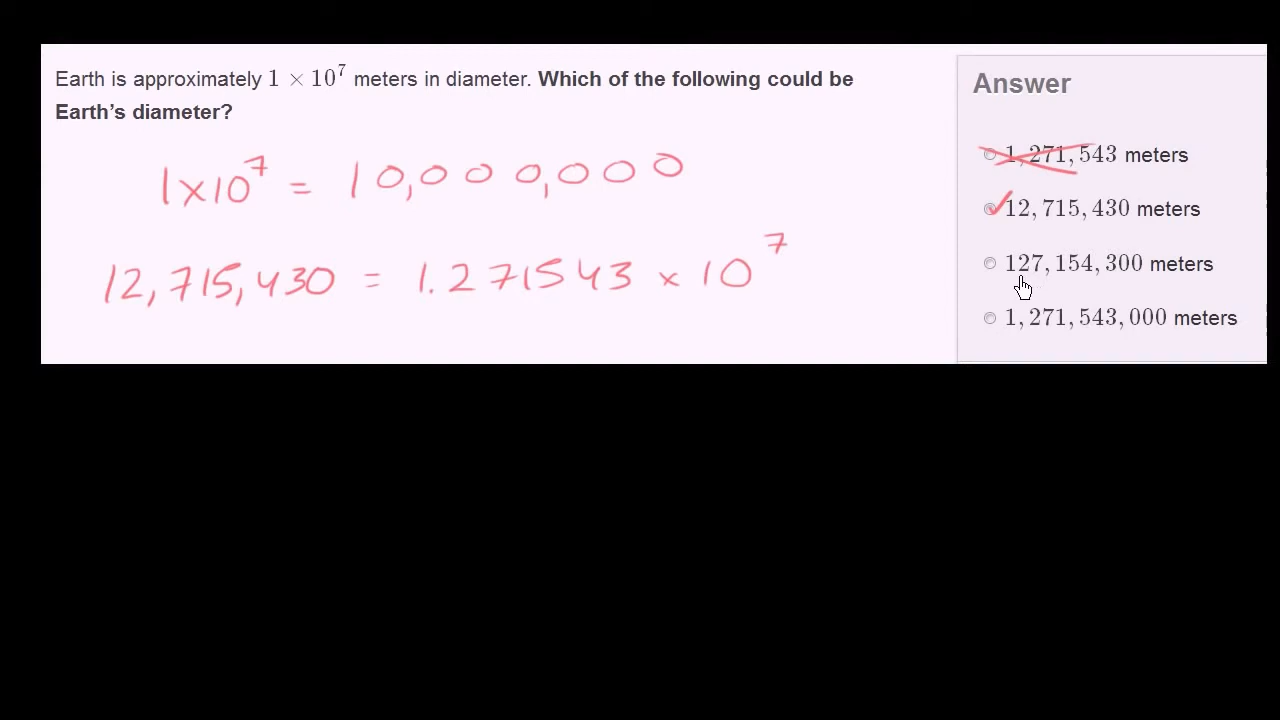 Earth is approximately 1 × 10^7 meters in diameter. Which of the following could be
Earth's diameter?
1×10^7 = 10,000,000
12,715,430 = 1.271543 × 10^7
Answer
1,271,543 meters
12,715,430 meters
127,154,300 meters
1,271,543,000 meters